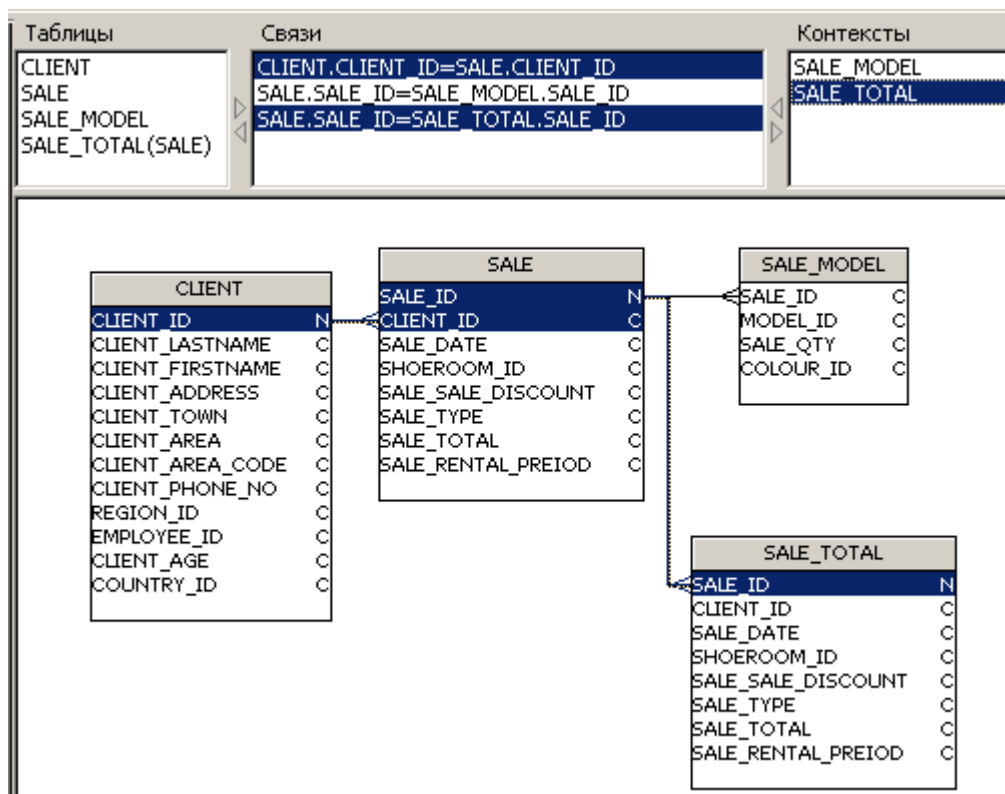 Таблицы
CLIENT
SALE
SALE_MODEL
SALE_TOTAL(SALE)
Связи
CLIENT.CLIENT_ID=SALE.CLIENT_ID
SALE.SALE_ID=SALE_MODEL.SALE_ID
SALE.SALE_ID=SALE_TOTAL.SALE_ID
Контексты
SALE_MODEL
SALE_TOTAL
CLIENT
CLIENT_ID N
CLIENT_LASTNAME C
CLIENT_FIRSTNAME C
CLIENT_ADDRESS C
CLIENT_TOWN C
CLIENT_AREA C
CLIENT_AREA_CODE C
CLIENT_PHONE_NO C
REGION_ID C
EMPLOYEE_ID C
CLIENT_AGE C
COUNTRY_ID C
SALE
SALE_ID N
CLIENT_ID C
SALE_DATE C
SHOEROOM_ID C
SALE_SALE_DISCOUNT C
SALE_TYPE C
SALE_TOTAL C
SALE_RENTAL_PREIOD C
SALE_MODEL
SALE_ID C
MODEL_ID C
SALE_QTY C
COLOUR_ID C
SALE_TOTAL
SALE_ID N
CLIENT_ID C
SALE_DATE C
SHOEROOM_ID C
SALE_SALE_DISCOUNT C
SALE_TYPE C
SALE_TOTAL C
SALE_RENTAL_PREIOD C